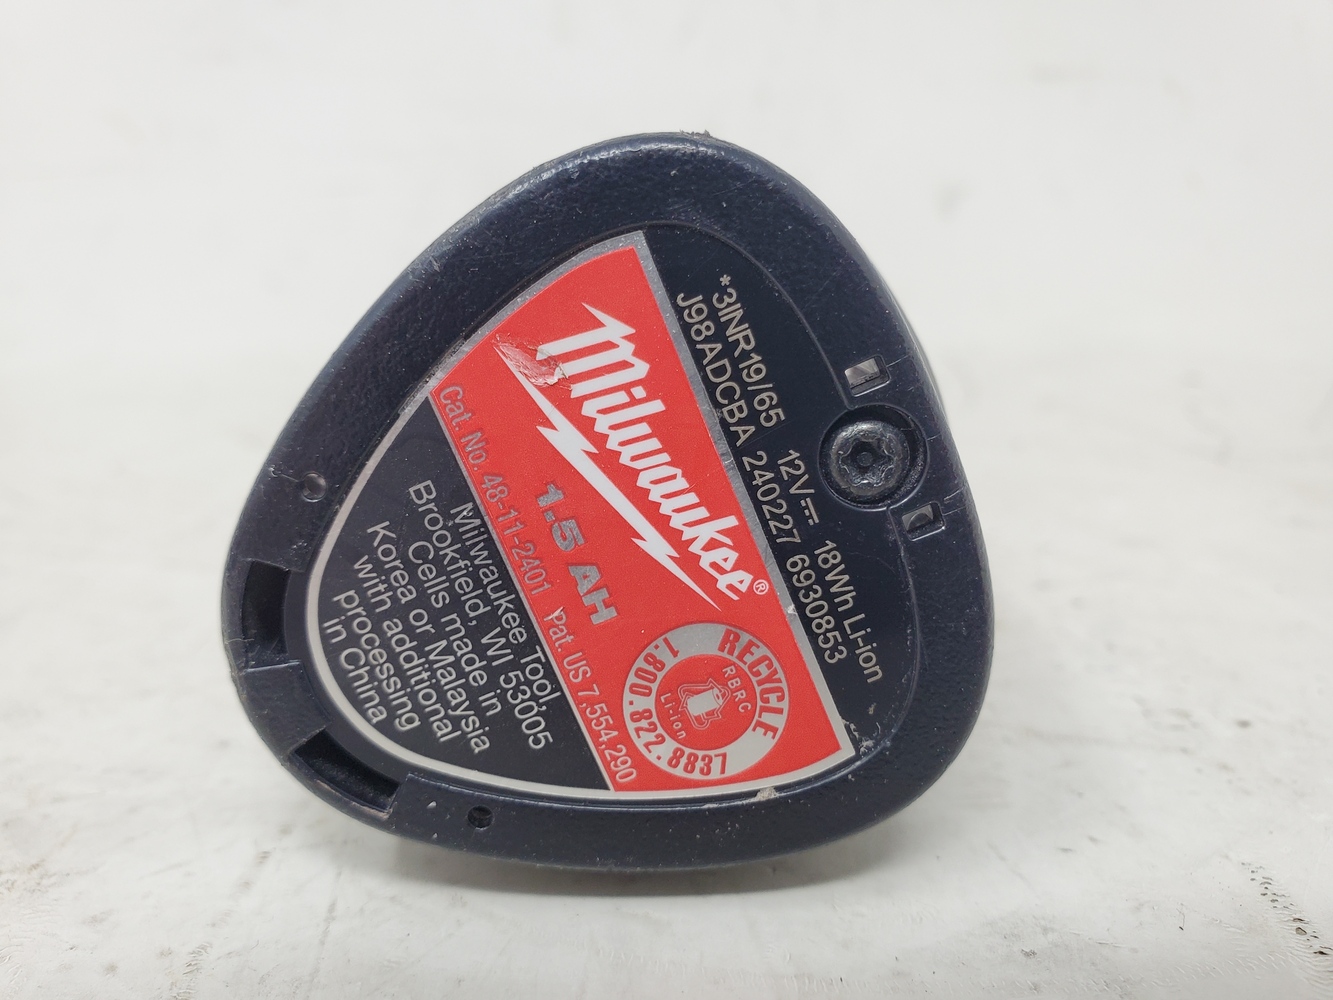 *3INR19/65 12V⎓ 18Wh Li-ion
J98ADCBA 240227 6930853
Milwaukee®
1.5 AH
RECYCLE
1.800.822.8837
RBRC
Li-ion
Cat. No. 48-11-2401 Pat. US 7,554,290
Milwaukee Tool,
Brookfield, WI 53005
Cells made in
Korea or Malaysia
with additional
processing
in China